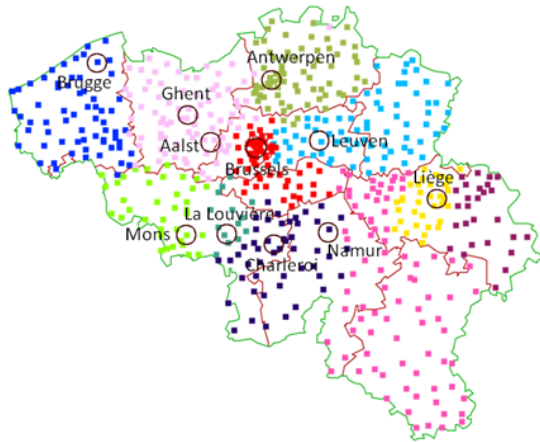 Antwerpen
Brugge
Ghent
Aalst
Leuven
Brussels
Liège
La Louvière
Mons
Namur
Charleroi